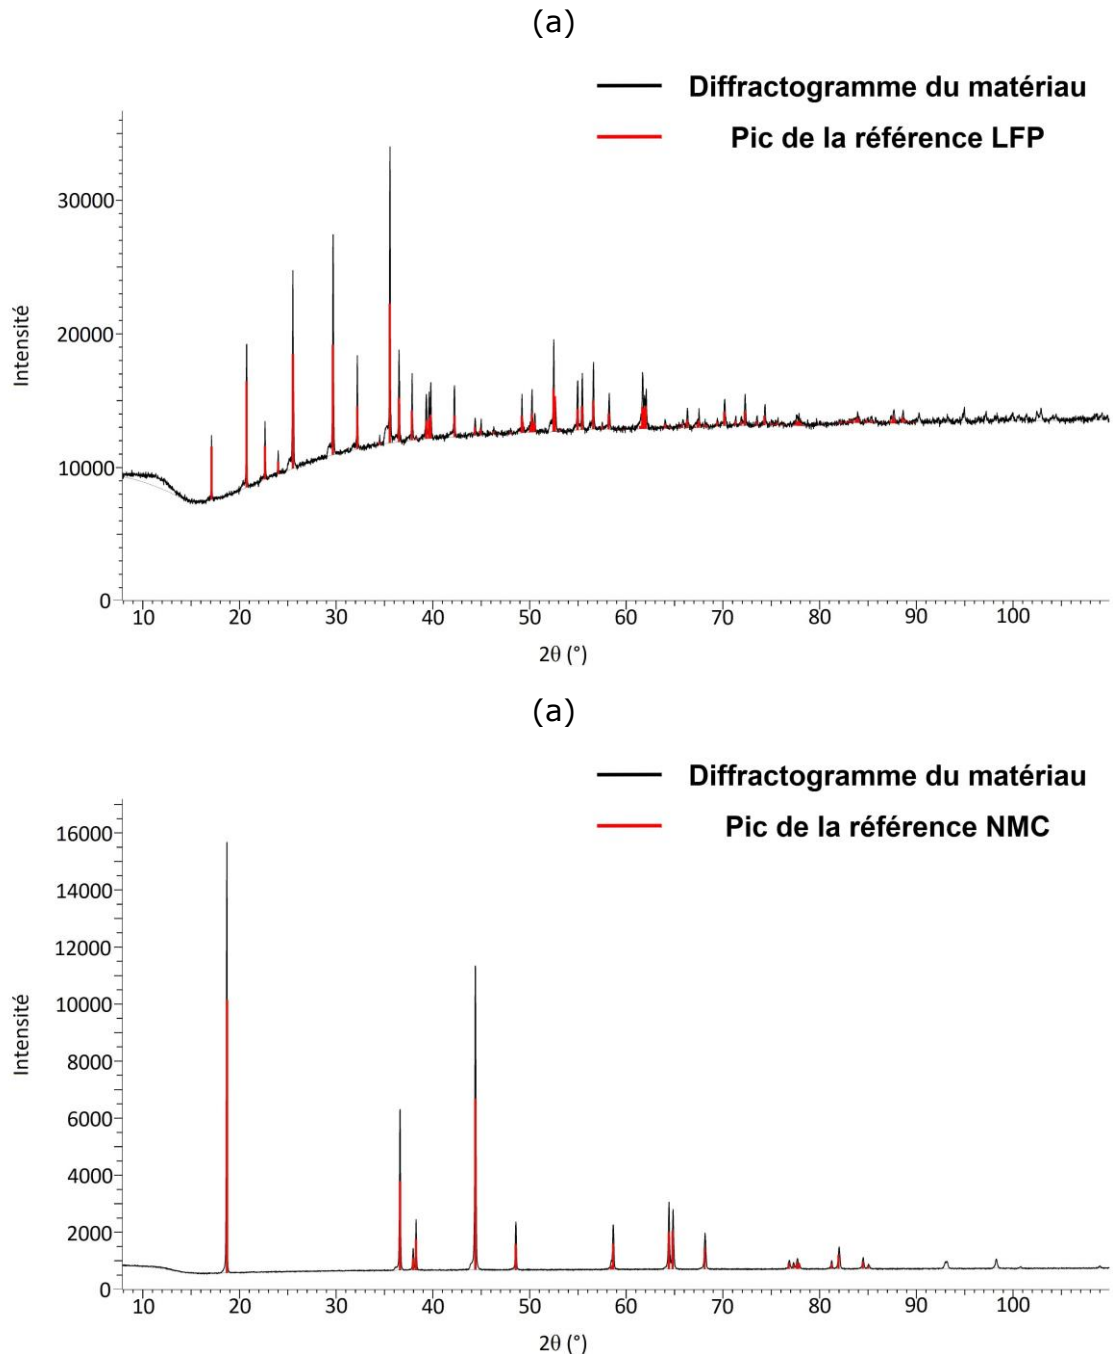 (a)
Diffractogramme du matériau
Pic de la référence LFP
30000
20000
10000
0
Intensité
10 20 30 40 50 60 70 80 90 100
2θ (°)
(a)
Diffractogramme du matériau
Pic de la référence NMC
16000
14000
12000
10000
8000
6000
4000
2000
0
Intensité
10 20 30 40 50 60 70 80 90 100
2θ (°)